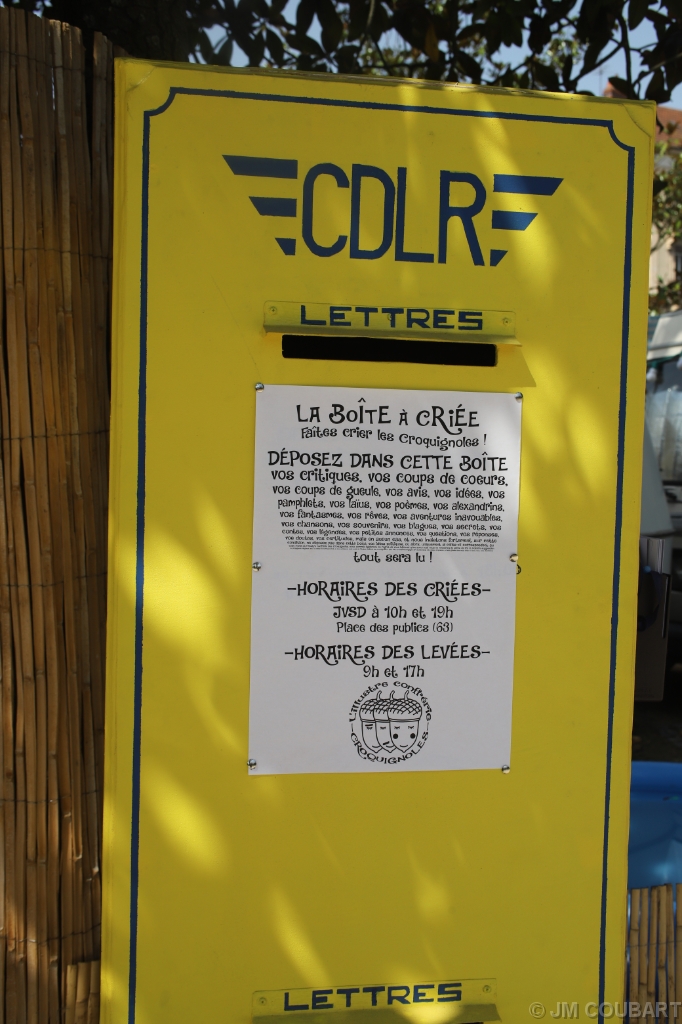 CDLR
LETTRES
LA BOÎTE À CRIÉE
Faites crier les Croquignoles !
DÉPOSEZ DANS CETTE BOÎTE
vos critiques, vos coups de coeurs,
vos coups de gueule, vos avis, vos idées, vos
pamphlets, vos laïus, vos poèmes, vos alexandrins,
vos fantasmes, vos rêves, vos aventures inavouables,
vos chansons, vos souvenirs, vos blagues, vos secrets, vos
contes, vos légendes, vos petites annonces, vos questions, vos réponses,
vos doutes, vos certitudes,
tout sera lu !
-HORAIRES DES CRIÉES-
JVSD à 10h et 19h
Place des publics (63)
-HORAIRES DES LEVÉES-
9h et 17h
L'illustre confrérie
CROQUIGNOLES
LETTRES
© JM COUBART